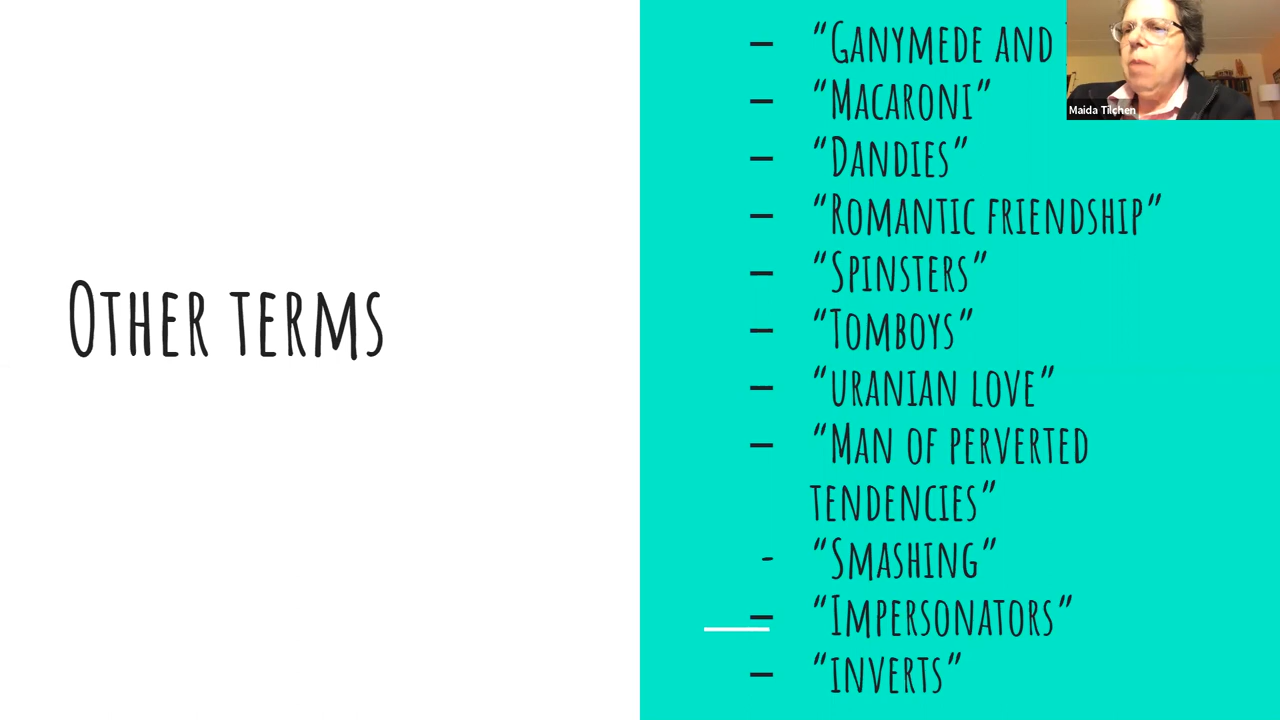 Other terms
– "Ganymede and
– "Macaroni"
– "Dandies"
– "Romantic friendship"
– "Spinsters"
– "Tomboys"
– "uranian love"
– "Man of perverted
tendencies"
- "Smashing"
– "Impersonators"
– "inverts"
Maida Tilchen